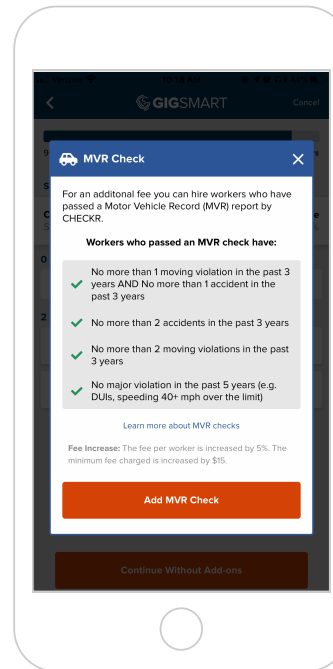 GIGSMART
Cancel
MVR Check
For an additonal fee you can hire workers who have
passed a Motor Vehicle Record (MVR) report by
CHECKR.
Workers who passed an MVR check have:
No more than 1 moving violation in the past 3
years AND No more than 1 accident in the
past 3 years
No more than 2 accidents in the past 3 years
No more than 2 moving violations in the past
3 years
No major violation in the past 5 years (e.g.
DUIs, speeding 40+ mph over the limit)
Learn more about MVR checks
Fee Increase: The fee per worker is increased by 5%. The
minimum fee charged is increased by $15.
Add MVR Check
Continue Without Add-ons